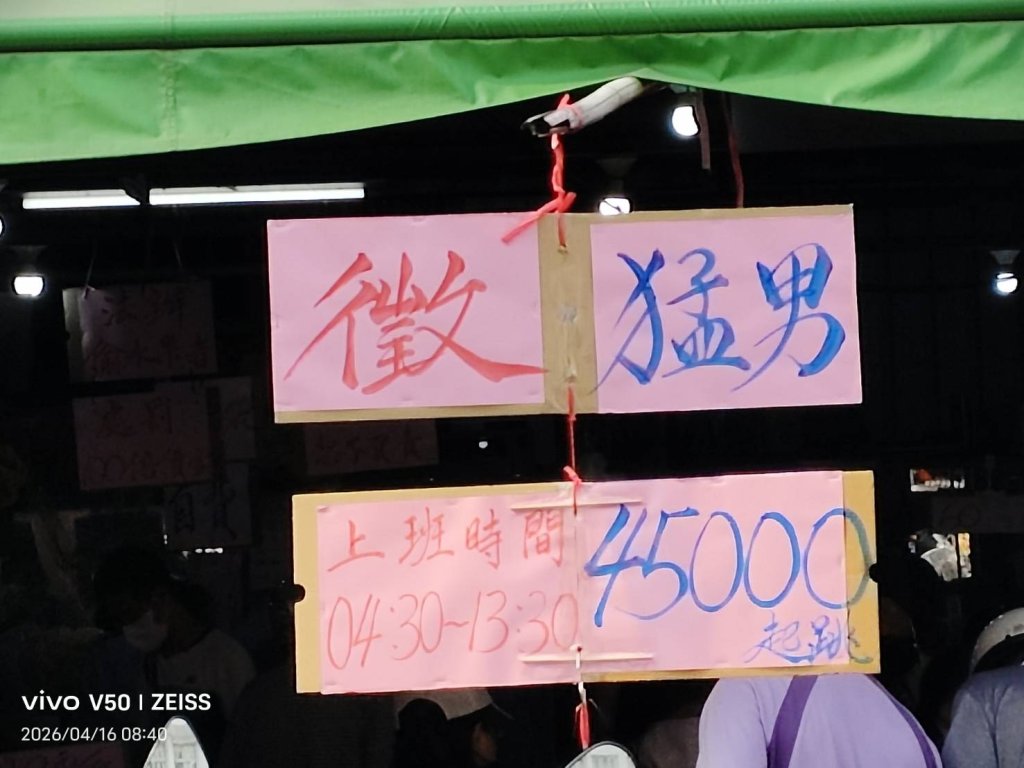 徵 猛男
上班時間 45000
04:30~13:30 起跳
vivo V50 | ZEISS
2026/04/16 08:40